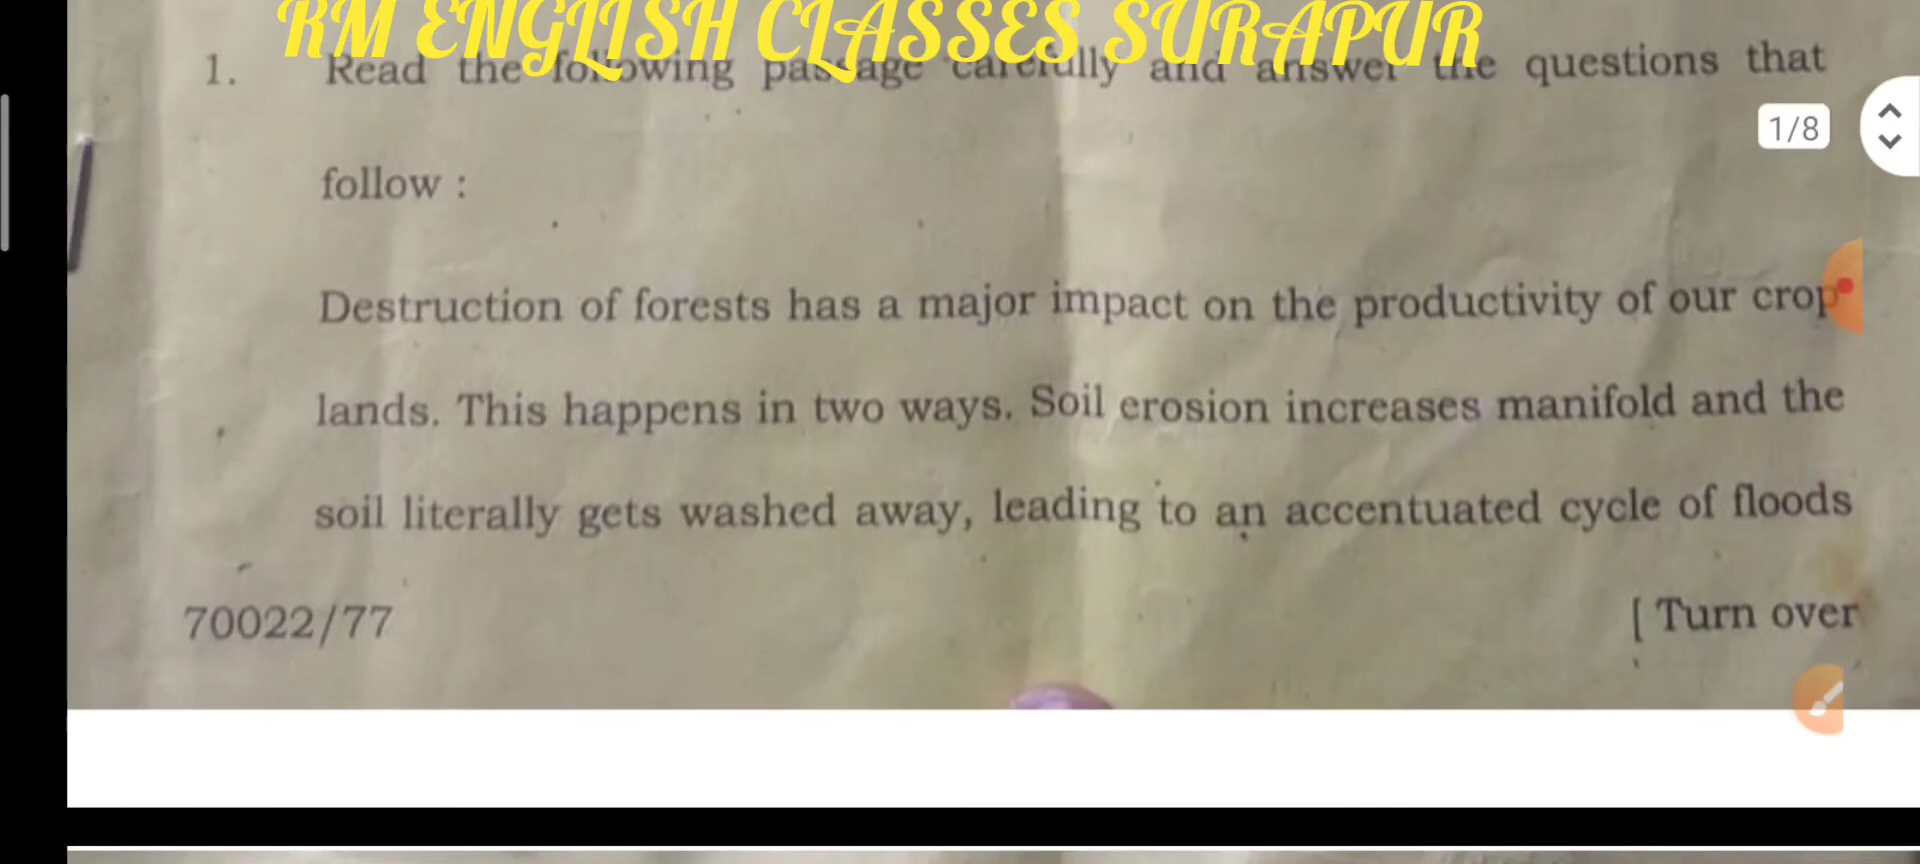 RM ENGLISH CLASSES SURAPUR
1. Read the following passage carefully and answer the questions that
1/8
follow :
Destruction of forests has a major impact on the productivity of our crop
lands. This happens in two ways. Soil erosion increases manifold and the
soil literally gets washed away, leading to an accentuated cycle of floods
70022/77
[ Turn over